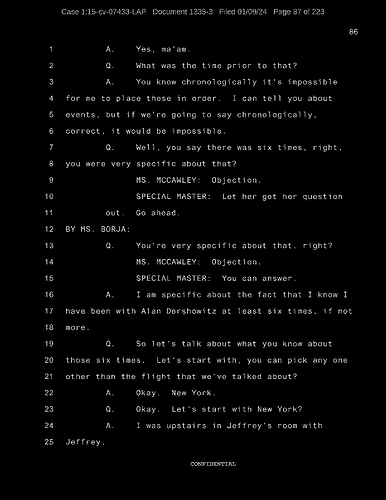 Case 1:15-cv-07433-LAP Document 1335-3 Filed 01/09/24 Page 87 of 223
86
1 A. Yes, ma'am.
2 Q. What was the time prior to that?
3 A. You know chronologically it's impossible
4 for me to place these in order. I can tell you about
5 events, but if we're going to say chronologically,
6 correct, it would be impossible.
7 Q. Well, you say there was six times, right,
8 you were very specific about that?
9 MS. MCCAWLEY: Objection.
10 SPECIAL MASTER: Let her get her question
11 out. Go ahead.
12 BY MS. BORJA:
13 Q. You're very specific about that, right?
14 MS. MCCAWLEY: Objection.
15 SPECIAL MASTER: You can answer.
16 A. I am specific about the fact that I know I
17 have been with Alan Dershowitz at least six times, if not
18 more.
19 Q. So let's talk about what you know about
20 those six times. Let's start with, you can pick any one
21 other than the flight that we've talked about?
22 A. Okay. New York.
23 Q. Okay. Let's start with New York?
24 A. I was upstairs in Jeffrey's room with
25 Jeffrey.
CONFIDENTIAL